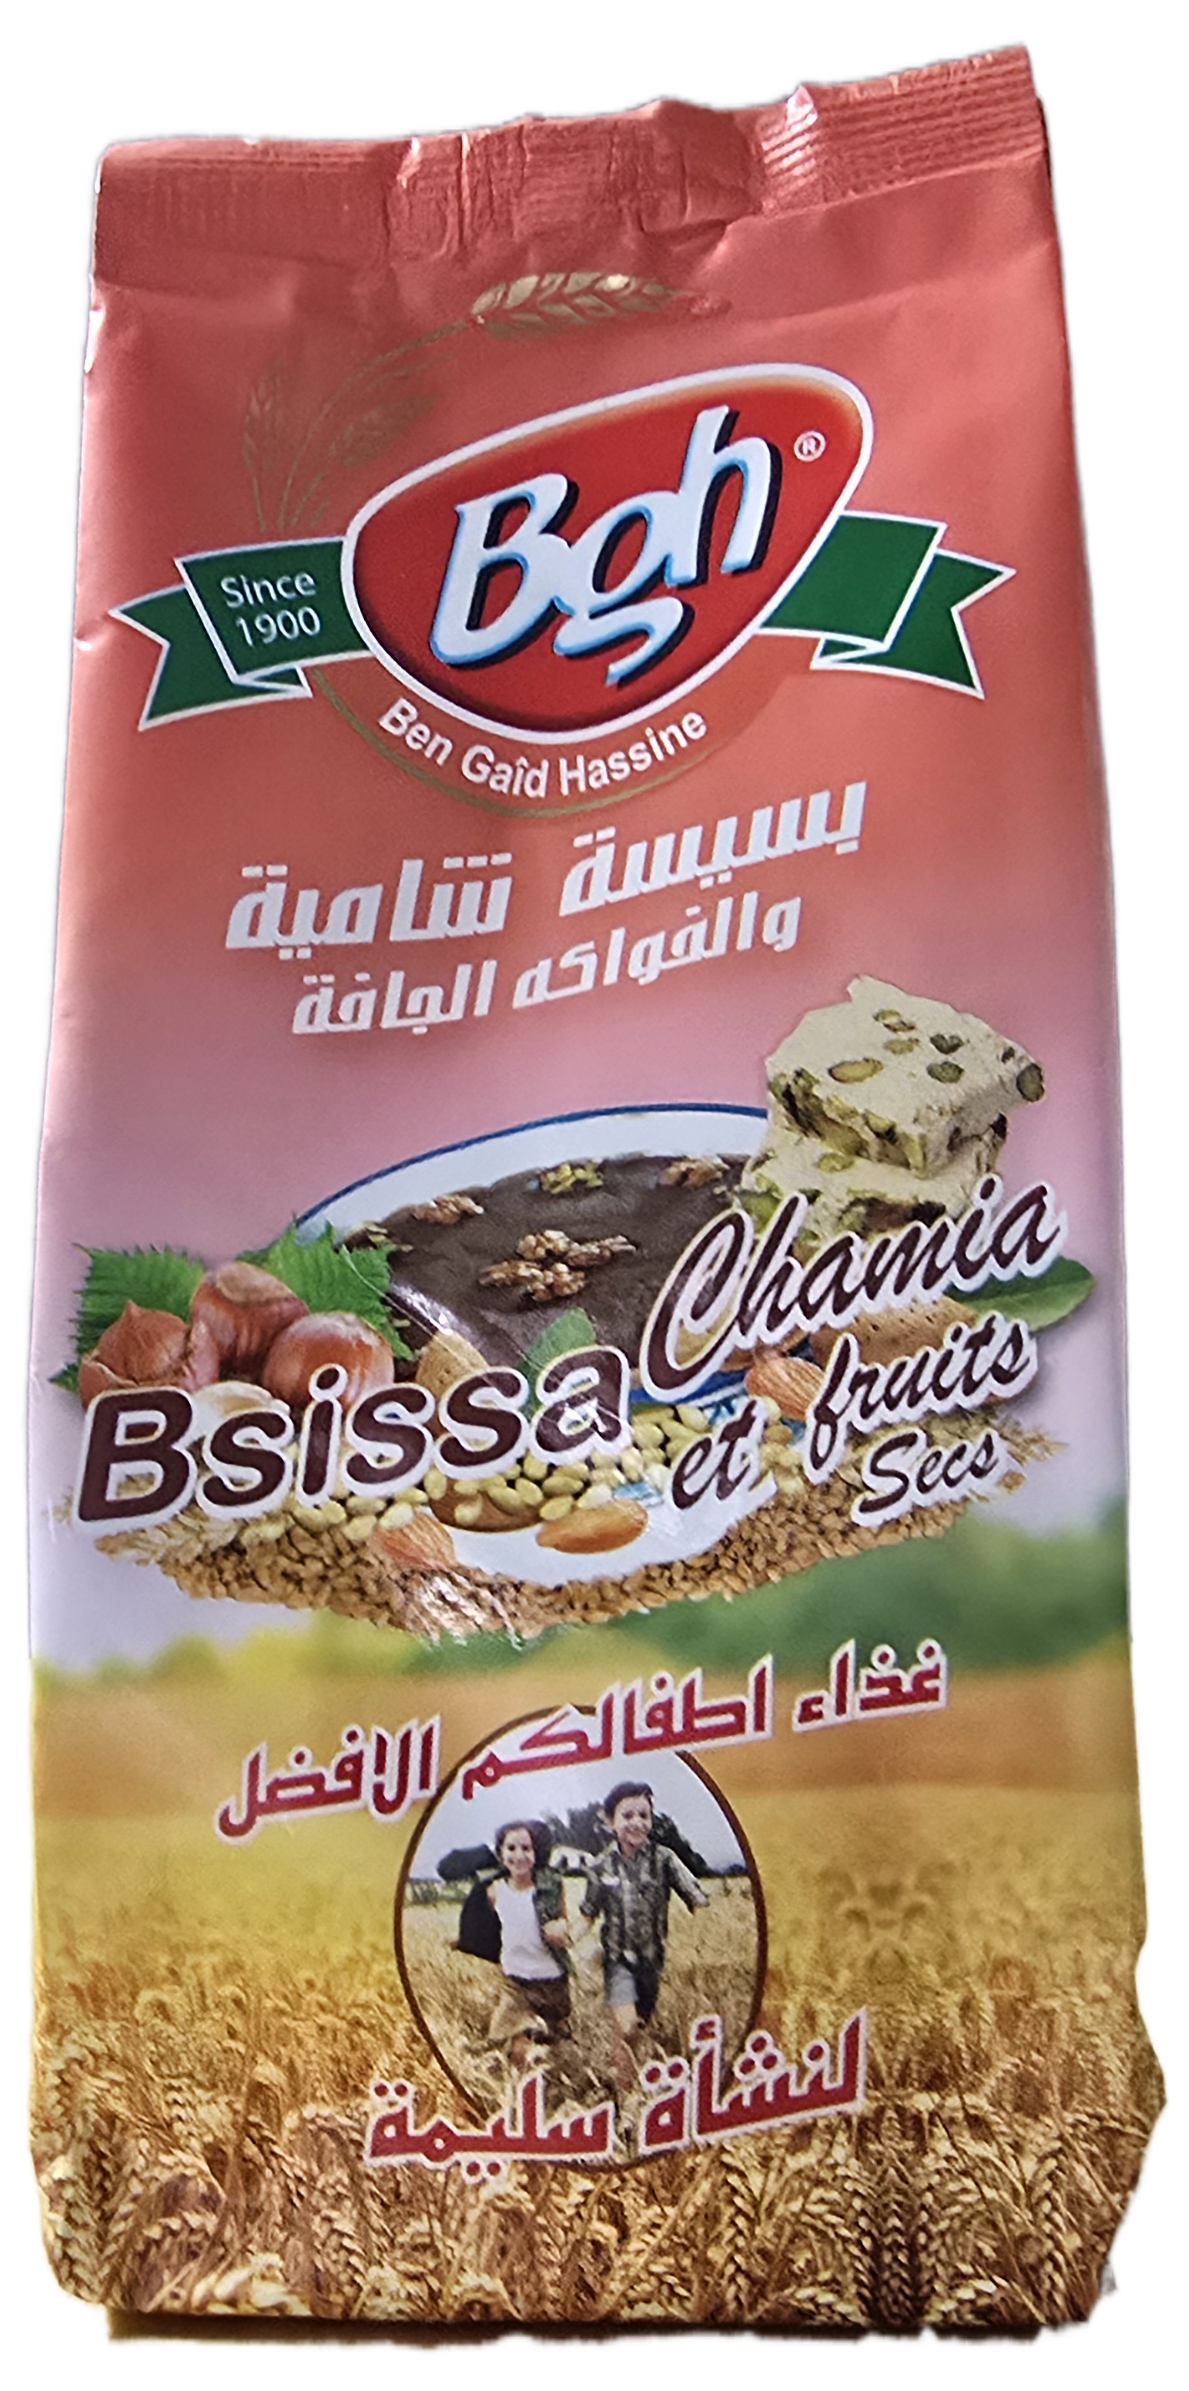 Bgh®
Since
1900
Ben Gaîd Hassine
بسيسة شامية
والفواكه الجافة
Bsissa Chamia
et fruits
Secs
غذاء اطفالكم الافضل
لنشأة سليمة